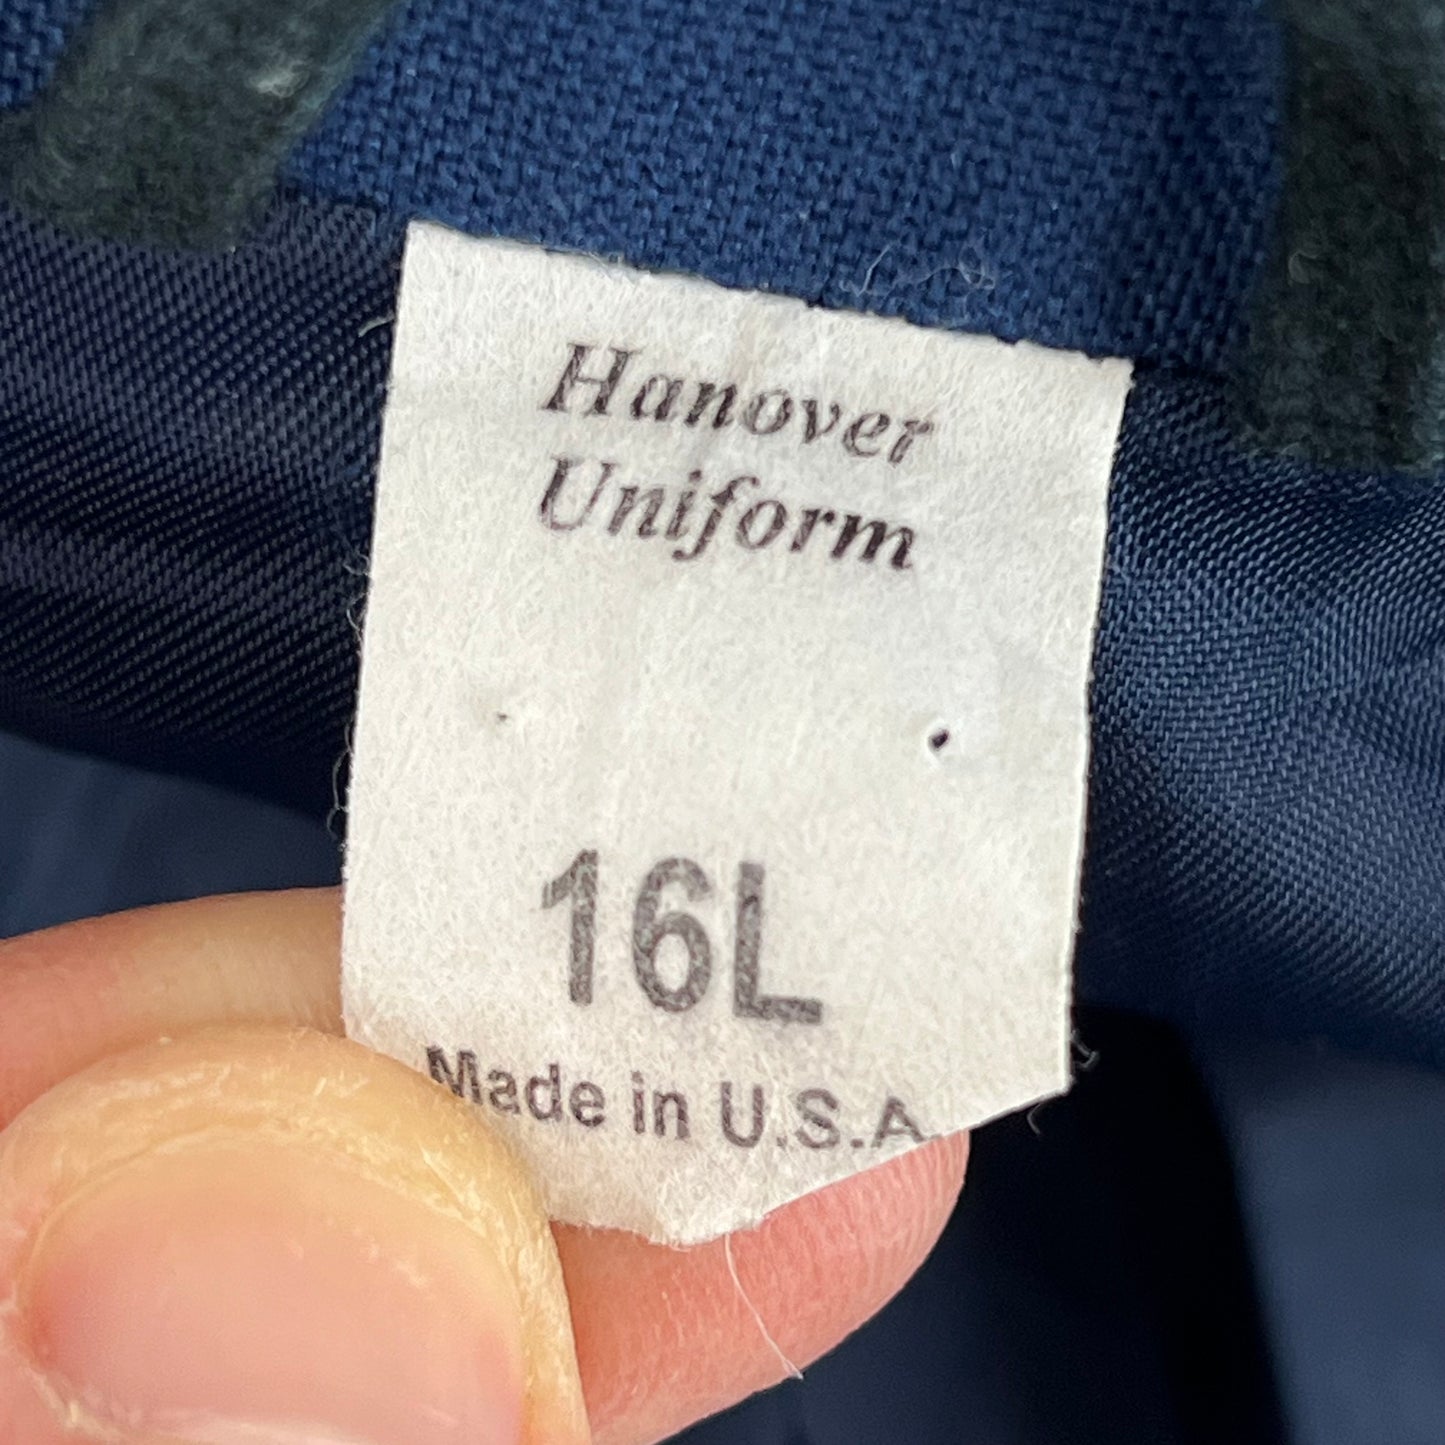 Hanover
Uniform
16L
Made in U.S.A.